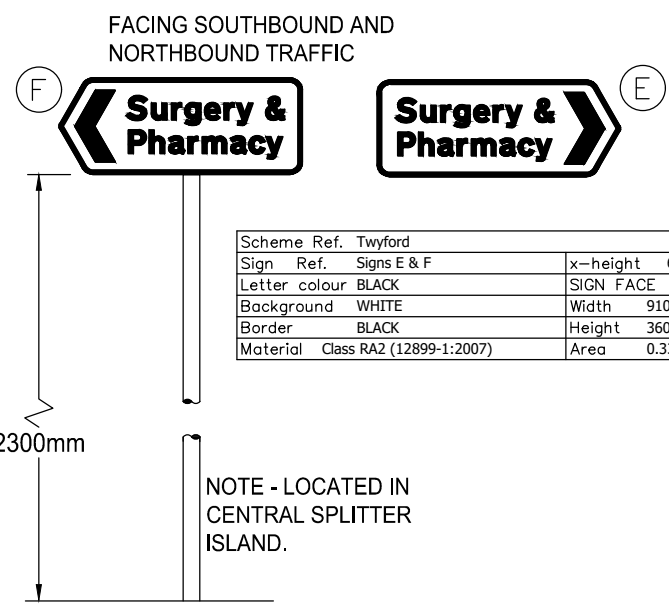 FACING SOUTHBOUND AND
NORTHBOUND TRAFFIC
F
Surgery &
Pharmacy
E
Surgery &
Pharmacy
Scheme Ref. Twyford
Sign Ref. Signs E & F x-height
Letter colour BLACK SIGN FACE
Background WHITE Width 910
Border BLACK Height 360
Material Class RA2 (12899-1:2007) Area
2300mm
NOTE - LOCATED IN
CENTRAL SPLITTER
ISLAND.